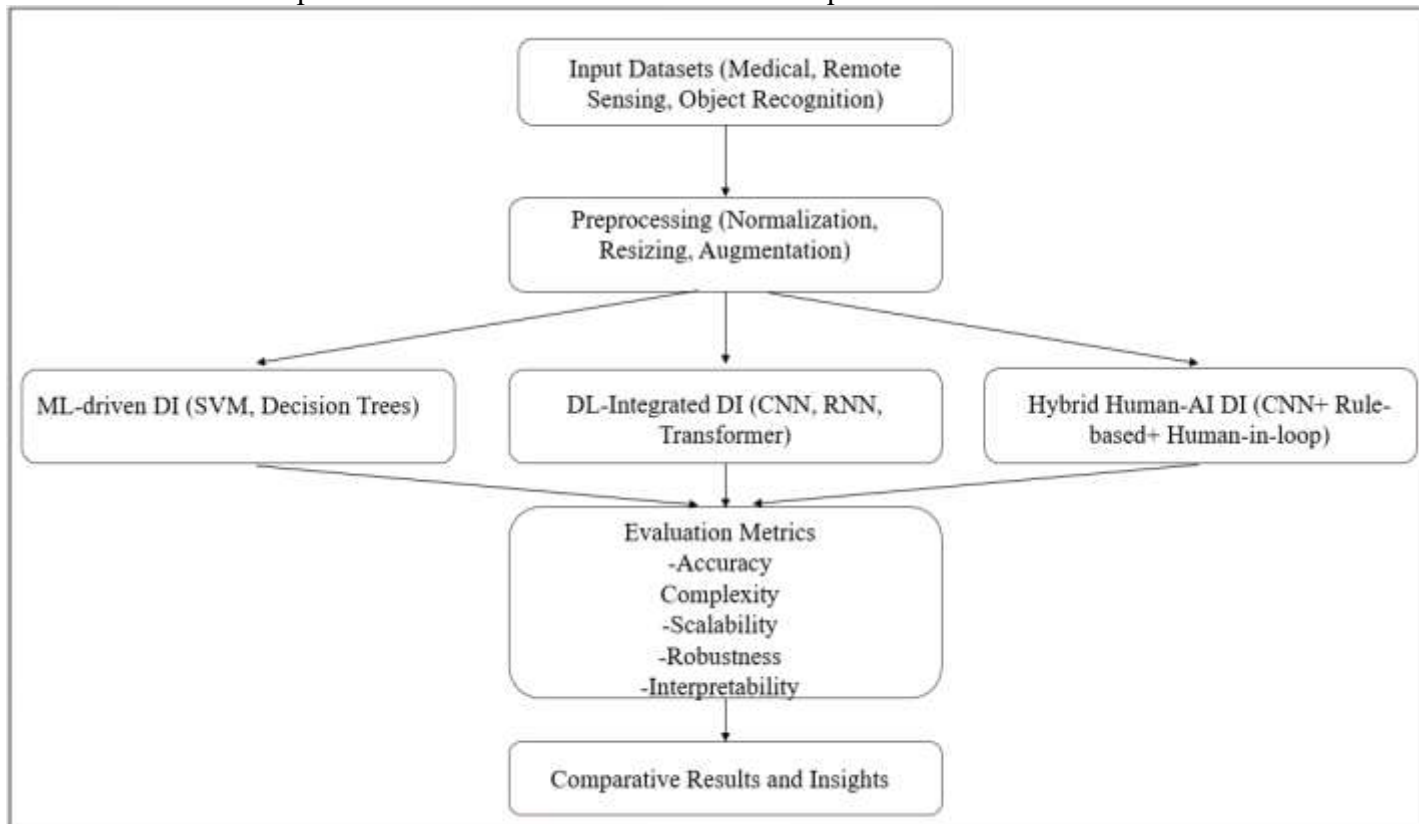 Input Datasets (Medical, Remote
Sensing, Object Recognition)
Preprocessing (Normalization,
Resizing, Augmentation)
ML-driven DI (SVM, Decision Trees)
DL-Integrated DI (CNN, RNN,
Transformer)
Hybrid Human-AI DI (CNN+ Rule-
based+ Human-in-loop)
Evaluation Metrics
-Accuracy
Complexity
-Scalability
-Robustness
-Interpretability
Comparative Results and Insights